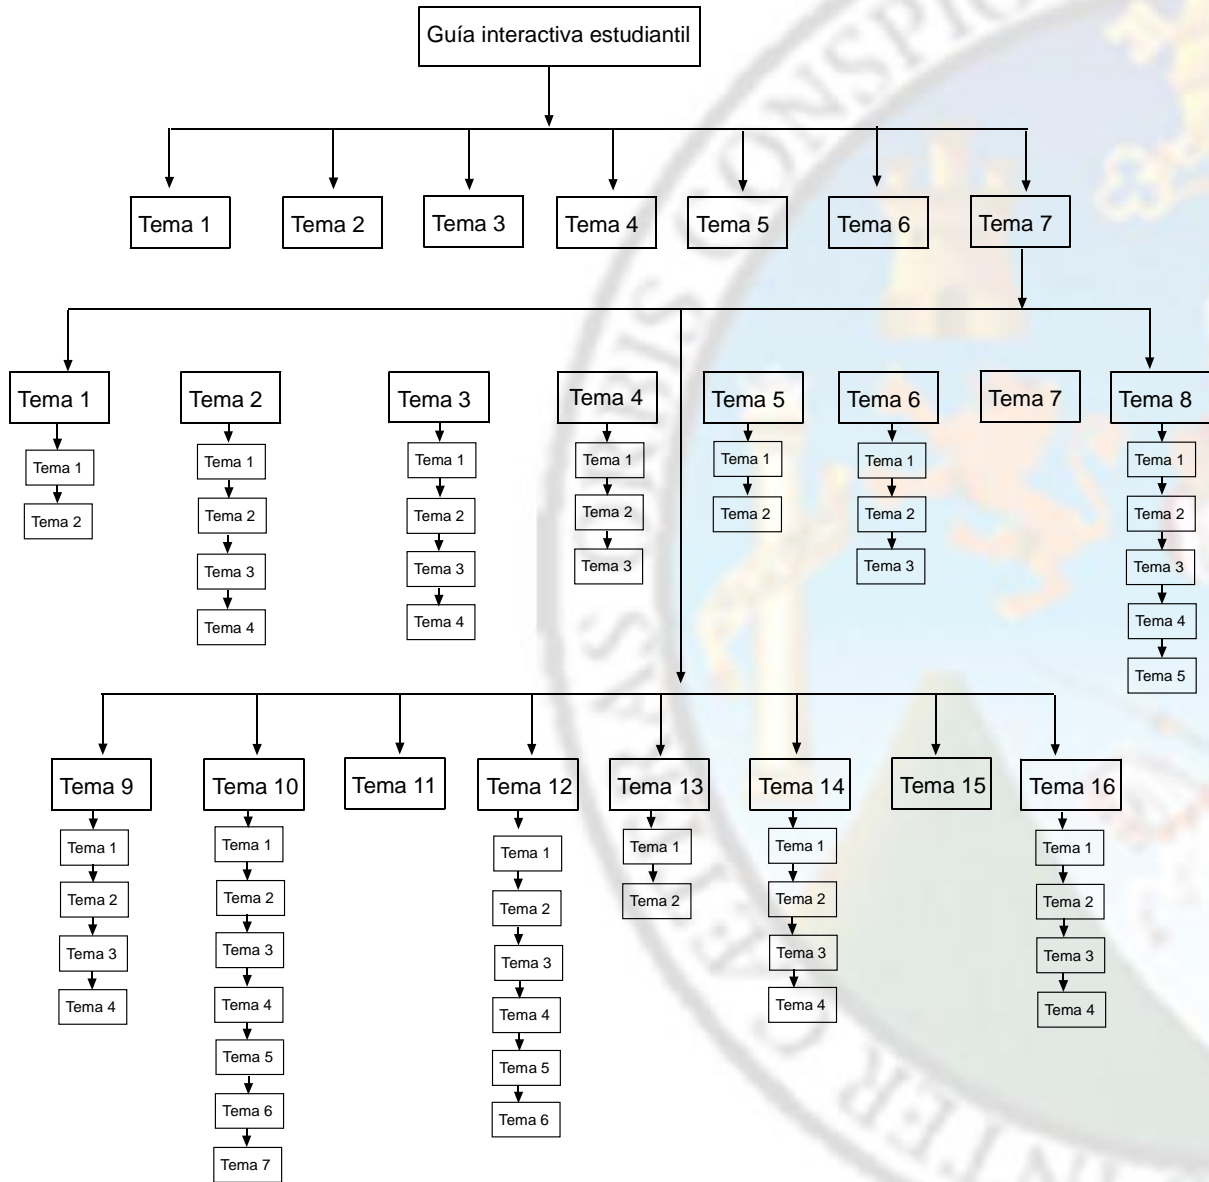 Guía interactiva estudiantil
Tema 1 Tema 2 Tema 3 Tema 4 Tema 5 Tema 6 Tema 7
Tema 1 Tema 2 Tema 3 Tema 4 Tema 5 Tema 6 Tema 7 Tema 8
Tema 1 Tema 1 Tema 1 Tema 1 Tema 1 Tema 1 Tema 1
Tema 2 Tema 2 Tema 2 Tema 2 Tema 2 Tema 2 Tema 2
Tema 3 Tema 3 Tema 3 Tema 3 Tema 3
Tema 4 Tema 4 Tema 4
Tema 5
Tema 9 Tema 10 Tema 11 Tema 12 Tema 13 Tema 14 Tema 15 Tema 16
Tema 1 Tema 1 Tema 1 Tema 1 Tema 1 Tema 1
Tema 2 Tema 2 Tema 2 Tema 2 Tema 2 Tema 2
Tema 3 Tema 3 Tema 3 Tema 3 Tema 3
Tema 4 Tema 4 Tema 4 Tema 4 Tema 4
Tema 5 Tema 5
Tema 6 Tema 6
Tema 7
CÆTERAS ORBIS CONSPIC
INTER